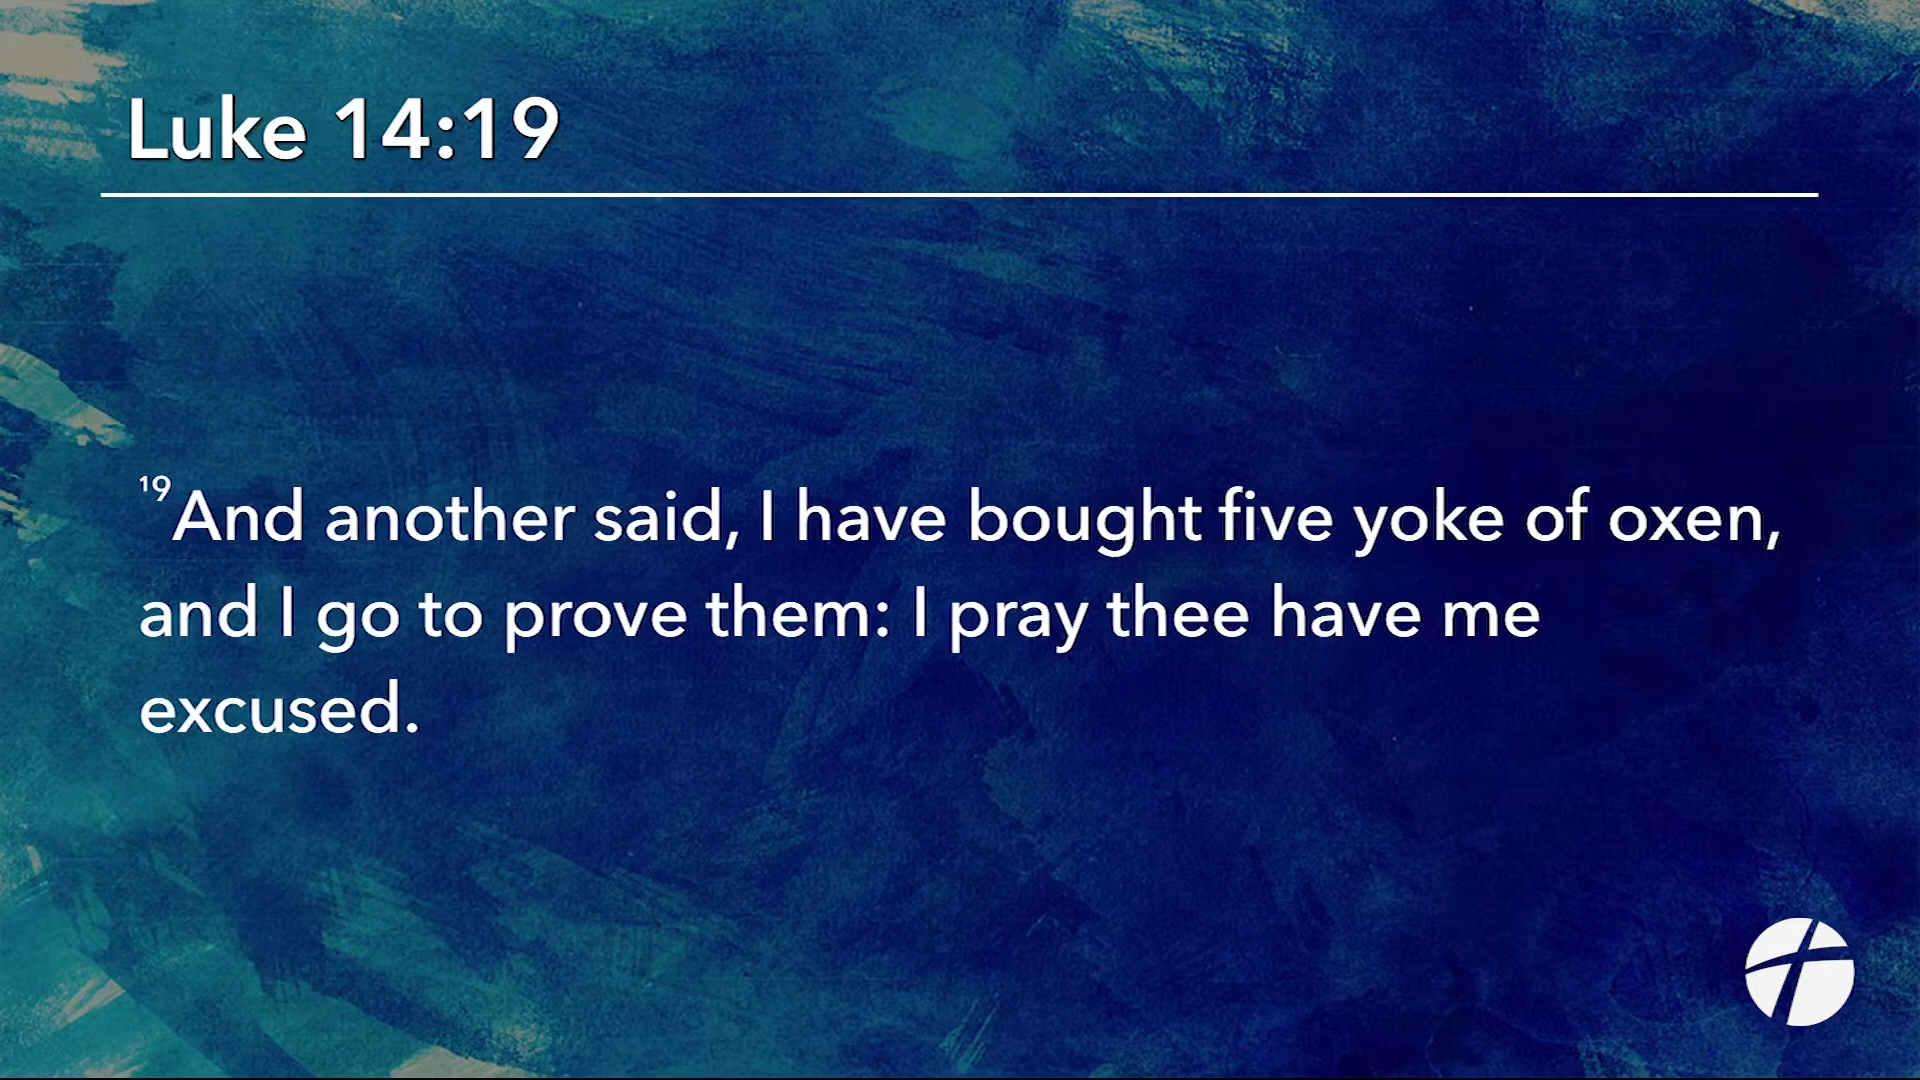 Luke 14:19
19And another said, I have bought five yoke of oxen,
and I go to prove them: I pray thee have me
excused.